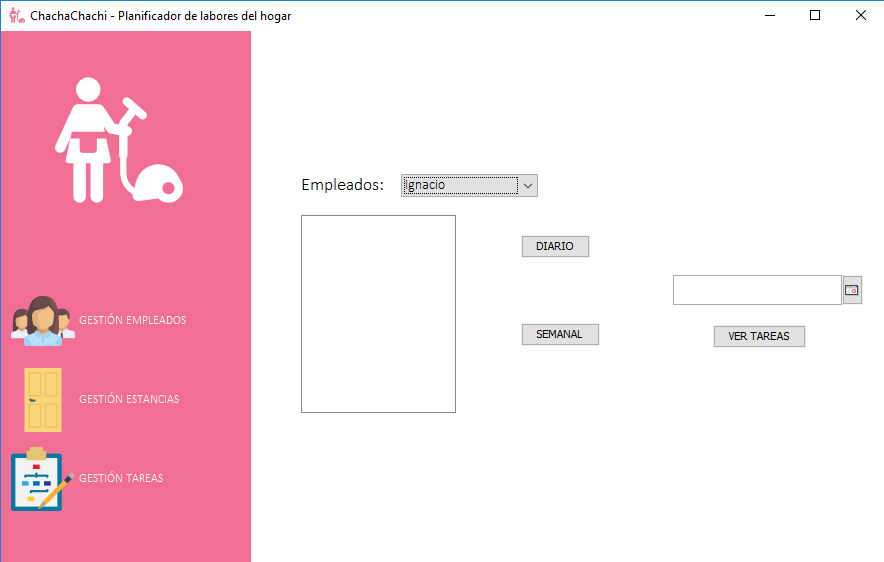 ChachaChachi - Planificador de labores del hogar
Empleados: Ignacio
DIARIO
SEMANAL
VER TAREAS
GESTIÓN EMPLEADOS
GESTIÓN ESTANCIAS
GESTIÓN TAREAS